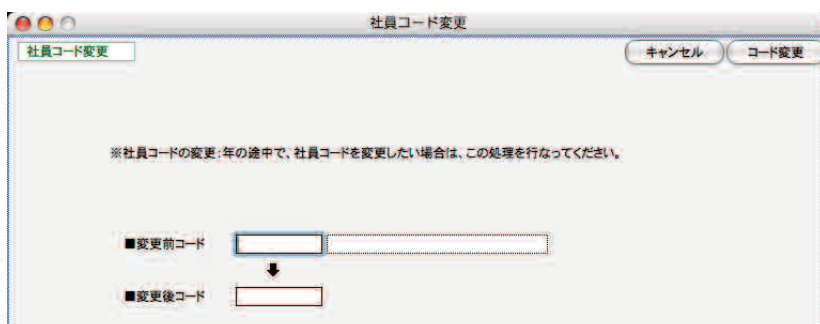 社員コード変更
社員コード変更
キャンセル
コード変更
※社員コードの変更:年の途中で、社員コードを変更したい場合は、この処理を行なってください。
■変更前コード
■変更後コード